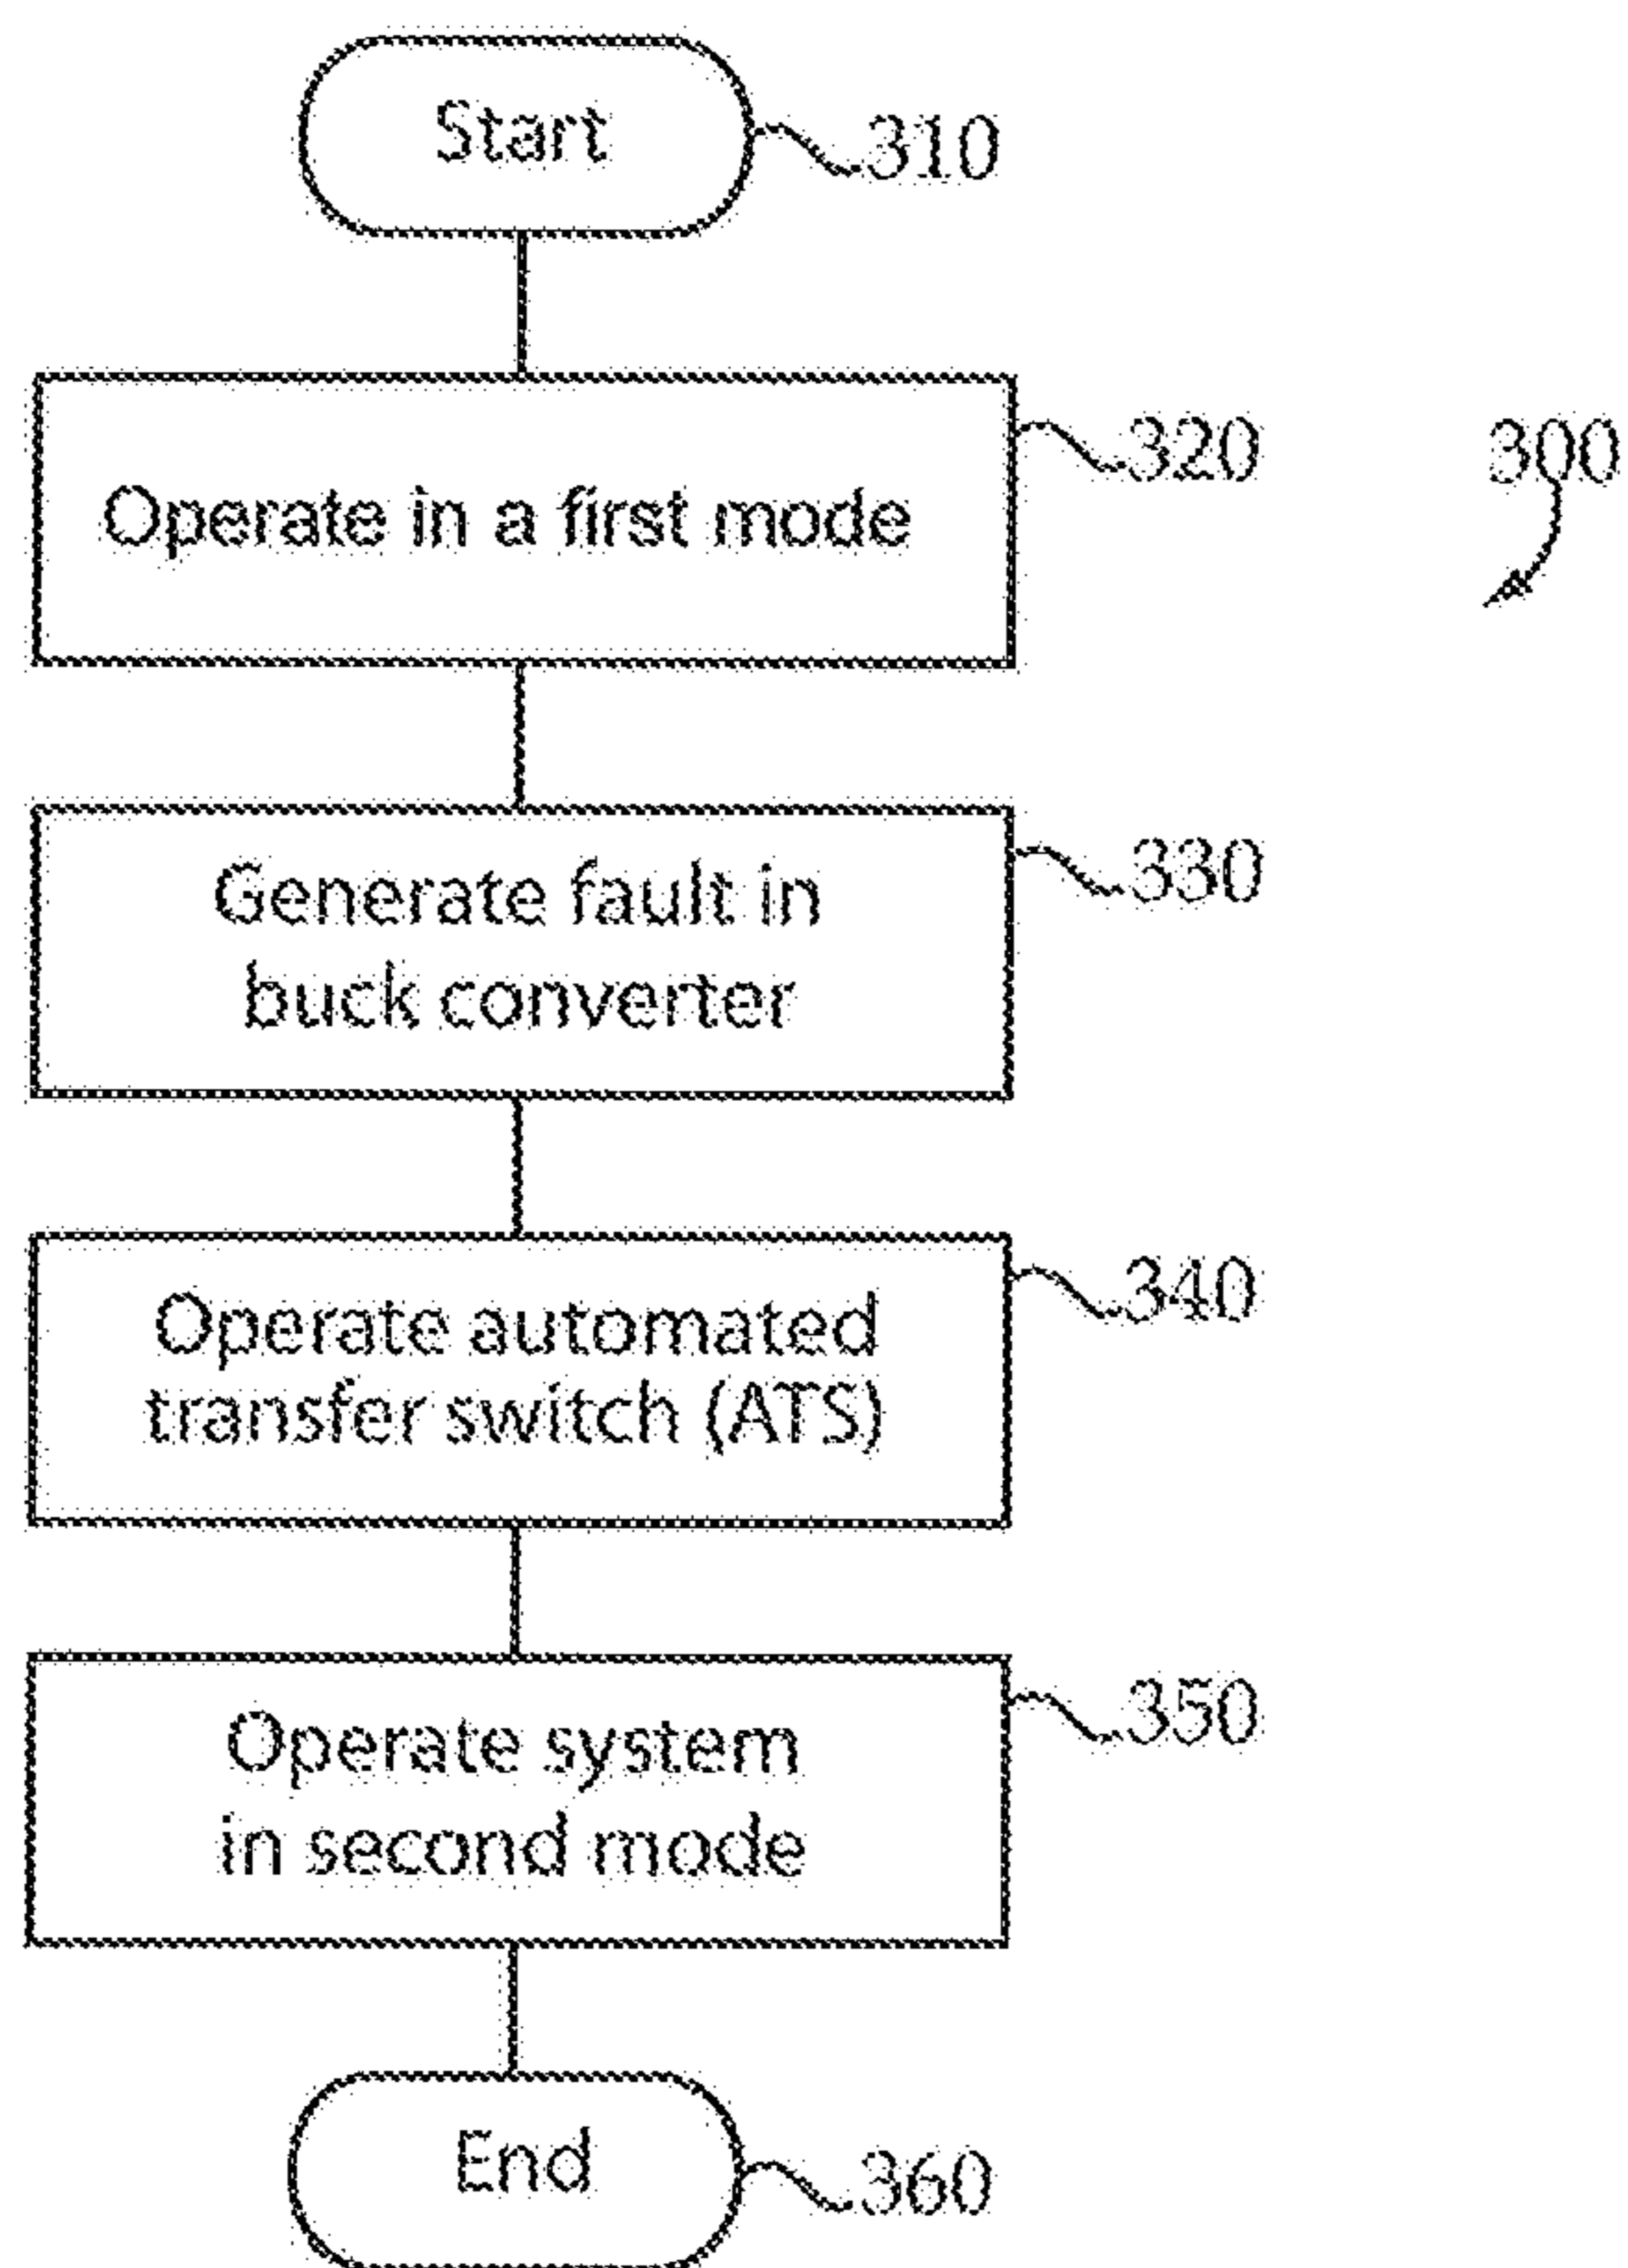 Start
310
Operate in a first mode
320
300
Generate fault in
buck converter
330
Operate automated
transfer switch (ATS)
340
Operate system
in second mode
350
End
360